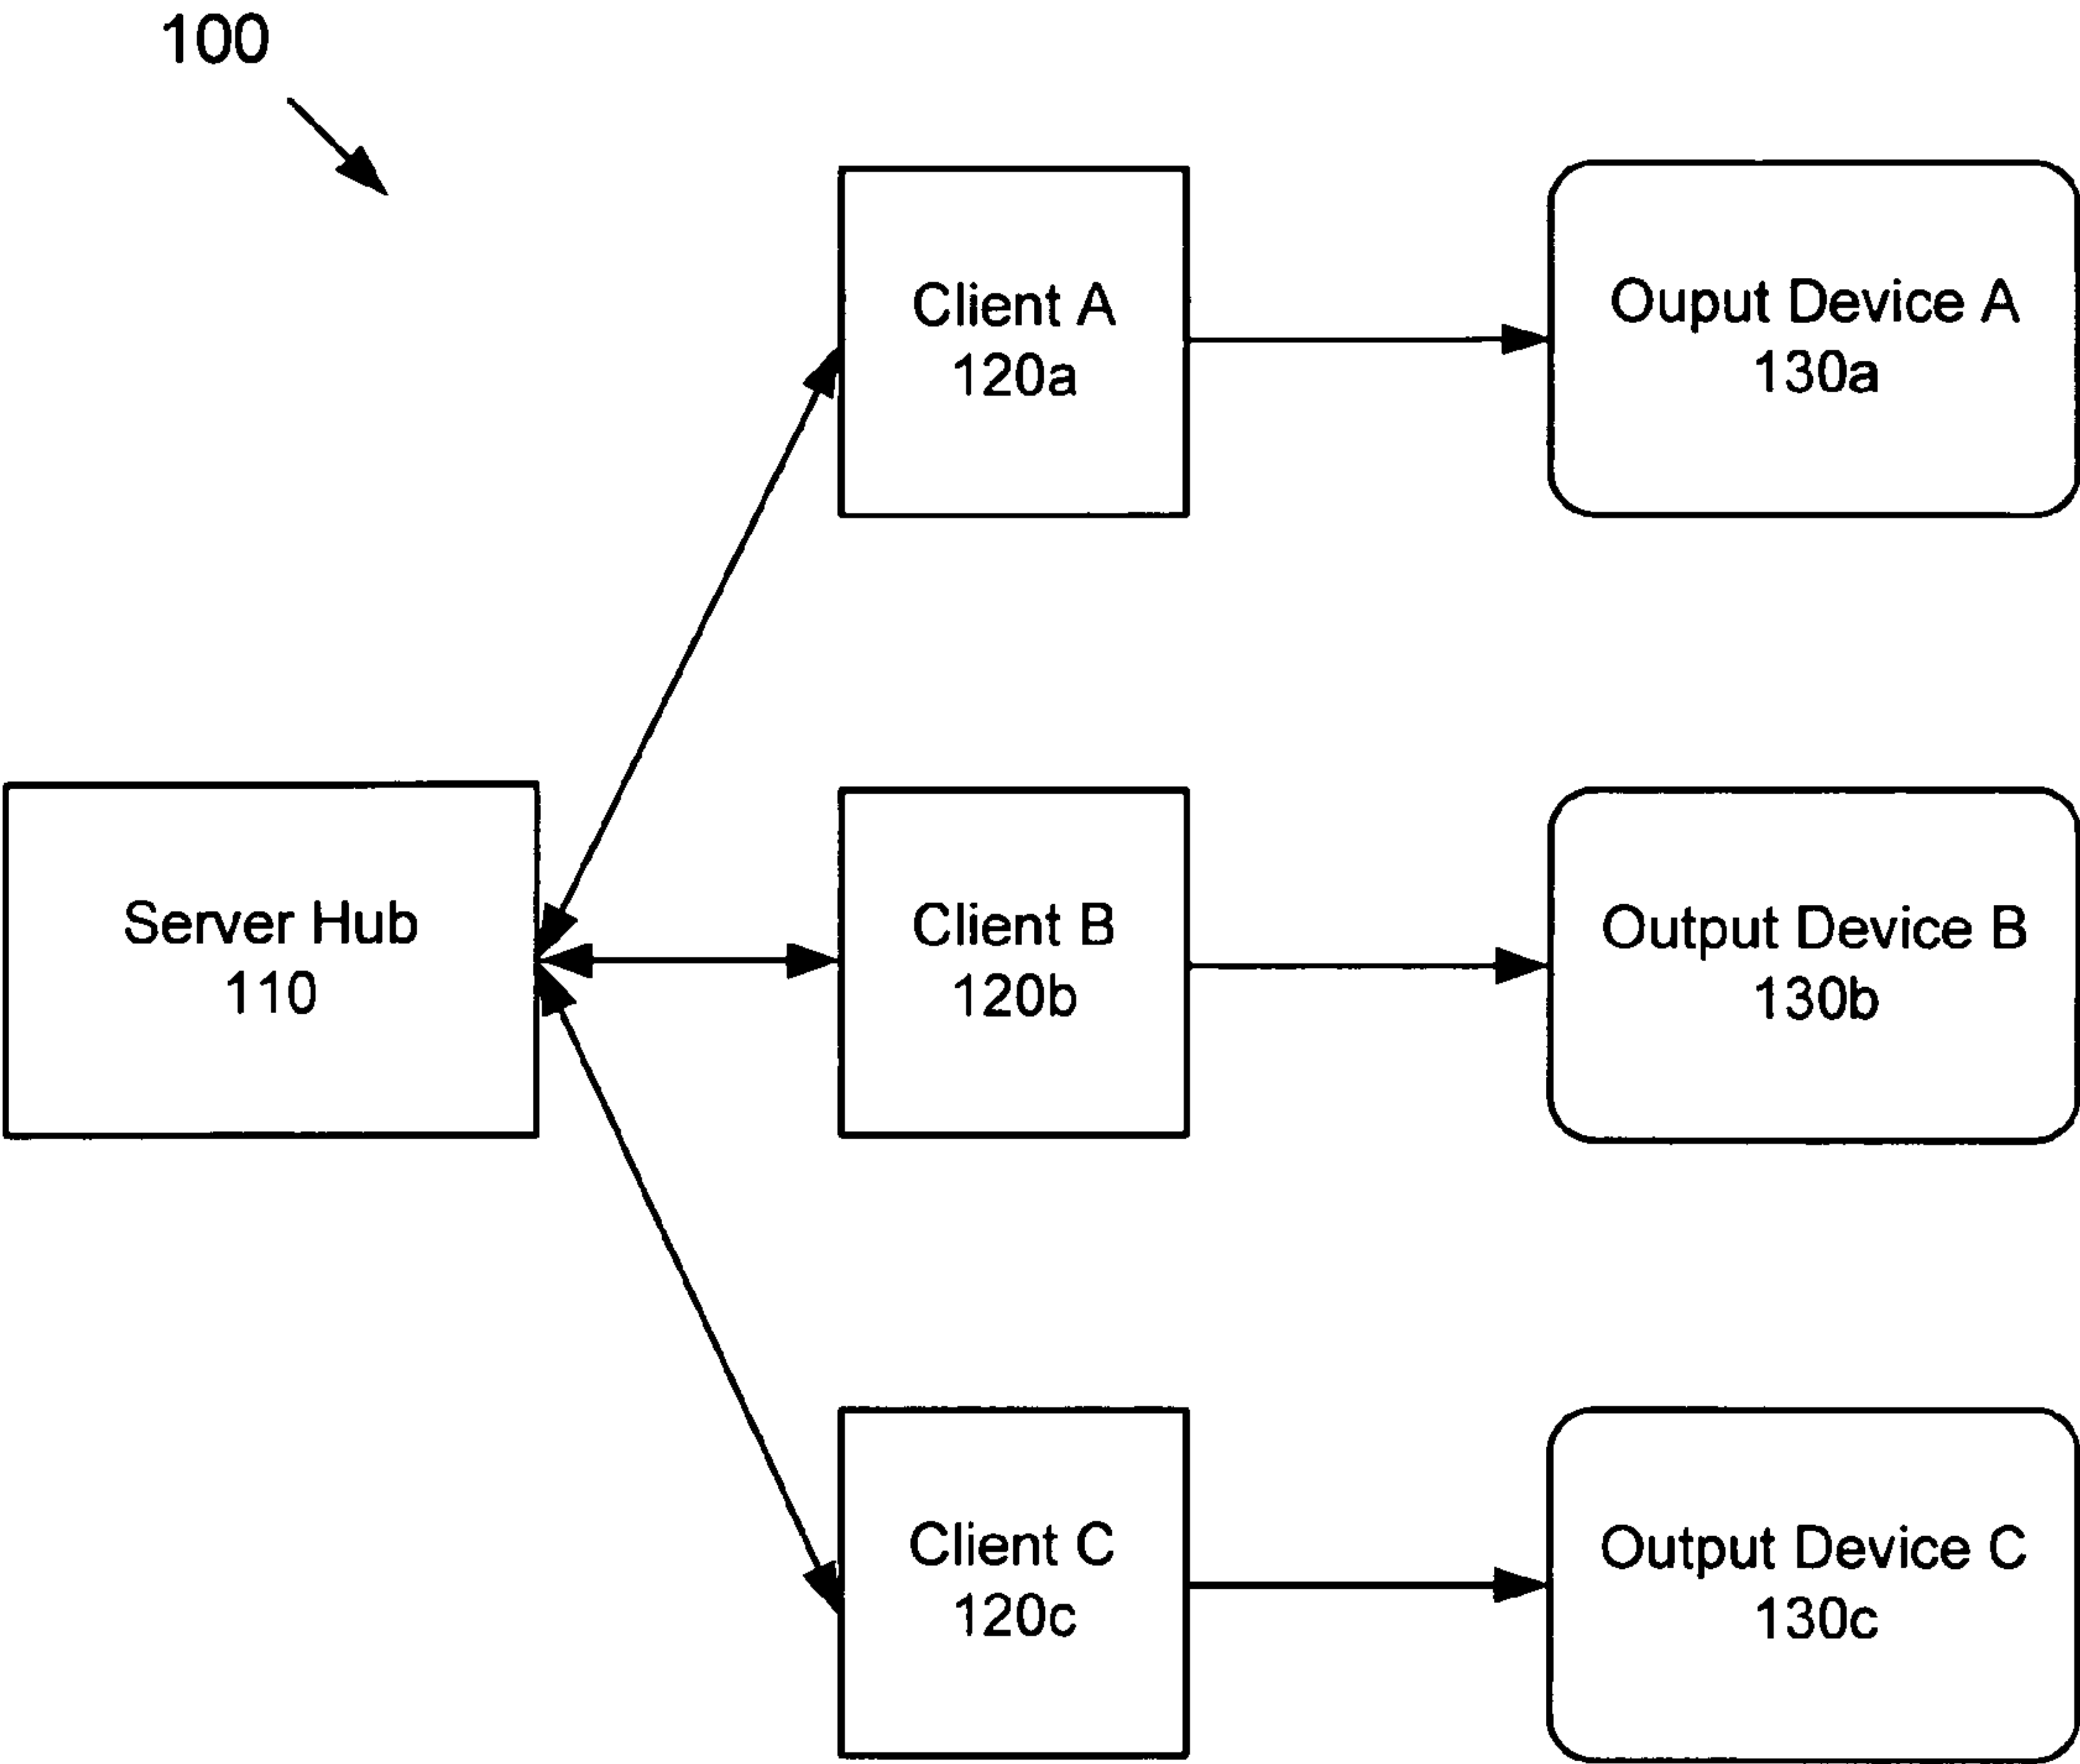 100
Client A
120a
Ouput Device A
130a
Server Hub
110
Client B
120b
Output Device B
130b
Client C
120c
Output Device C
130c